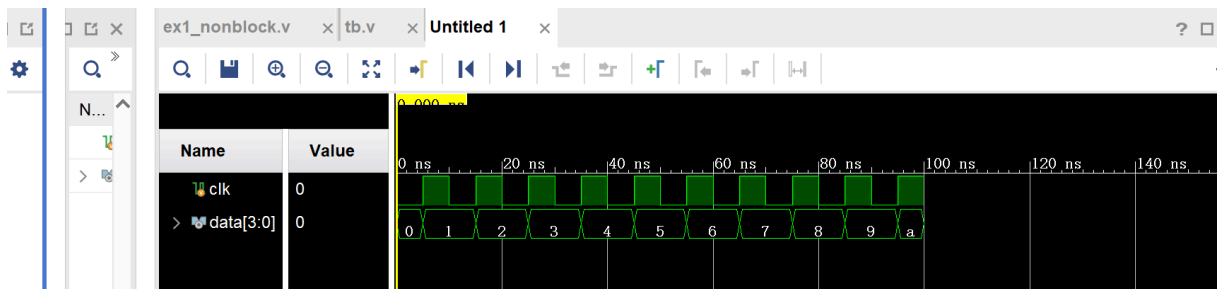 ex1_nonblock.v × tb.v × Untitled 1 ×
?
»
N...
0.000 ns
Name Value
0 ns 20 ns 40 ns 60 ns 80 ns 100 ns 120 ns 140 ns
clk 0
data[3:0] 0 0 1 2 3 4 5 6 7 8 9 a